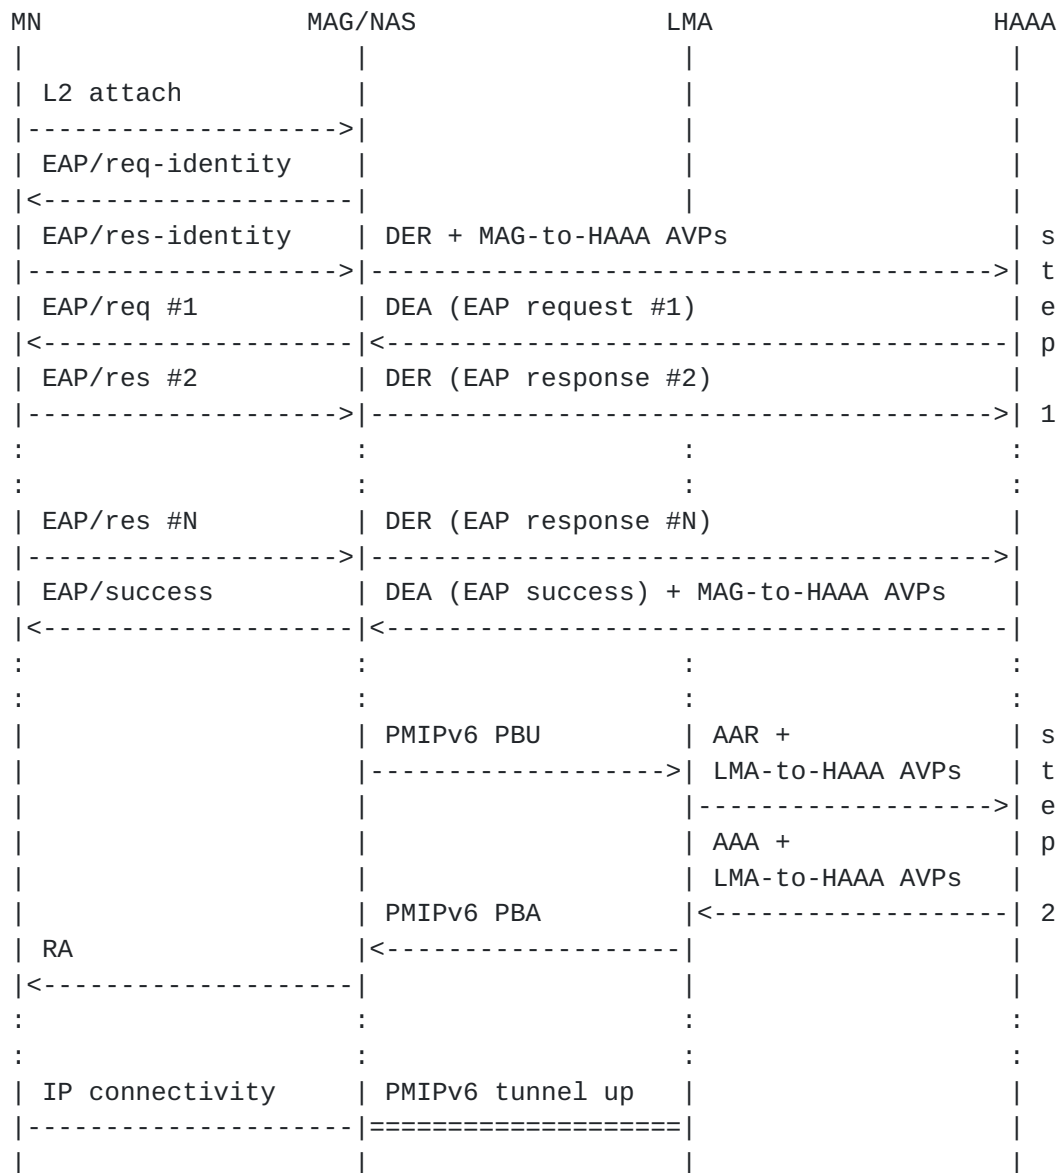 MN                 MAG/NAS                LMA                  HAAA
|                      |                    |                    |
| L2 attach            |                    |                    |
|-------------------->|                    |                    |
| EAP/req-identity     |                    |                    |
|<--------------------|                    |                    |
| EAP/res-identity    | DER + MAG-to-HAAA AVPs                  | s
|-------------------->|---------------------------------------->| t
| EAP/req #1          | DEA (EAP request #1)                    | e
|<--------------------|<----------------------------------------| p
| EAP/res #2          | DER (EAP response #2)                   |
|-------------------->|---------------------------------------->| 1
:                     :                    :                    :
:                     :                    :                    :
| EAP/res #N          | DER (EAP response #N)                   |
|-------------------->|---------------------------------------->|
| EAP/success         | DEA (EAP success) + MAG-to-HAAA AVPs    |
|<--------------------|<----------------------------------------|
:                     :                    :                    :
:                     :                    :                    :
|                     | PMIPv6 PBU         | AAR +              | s
|                     |------------------->| LMA-to-HAAA AVPs   | t
|                     |                    |------------------->| e
|                     |                    | AAA +              | p
|                     |                    | LMA-to-HAAA AVPs   |
|                     | PMIPv6 PBA         |<-------------------| 2
| RA                  |<-------------------|                    |
|<--------------------|                    |                    |
:                     :                    :                    :
:                     :                    :                    :
| IP connectivity     | PMIPv6 tunnel up   |                    |
|---------------------|====================|                    |
|                     |                    |                    |